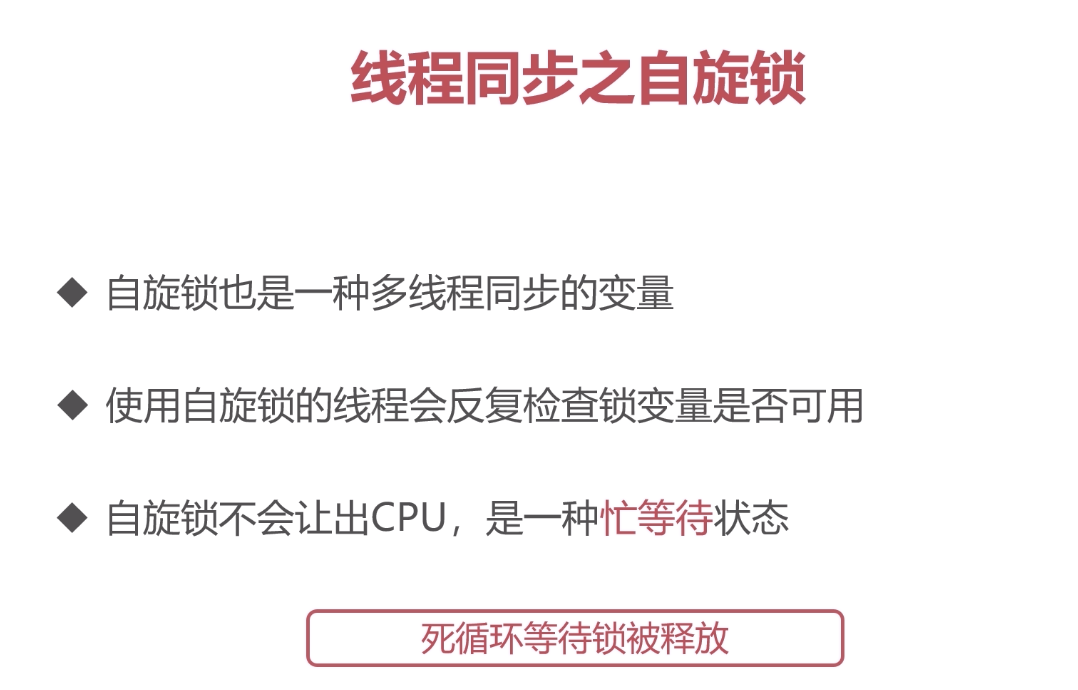 线程同步之自旋锁
◆ 自旋锁也是一种多线程同步的变量
◆ 使用自旋锁的线程会反复检查锁变量是否可用
◆ 自旋锁不会让出CPU，是一种忙等待状态
死循环等待锁被释放